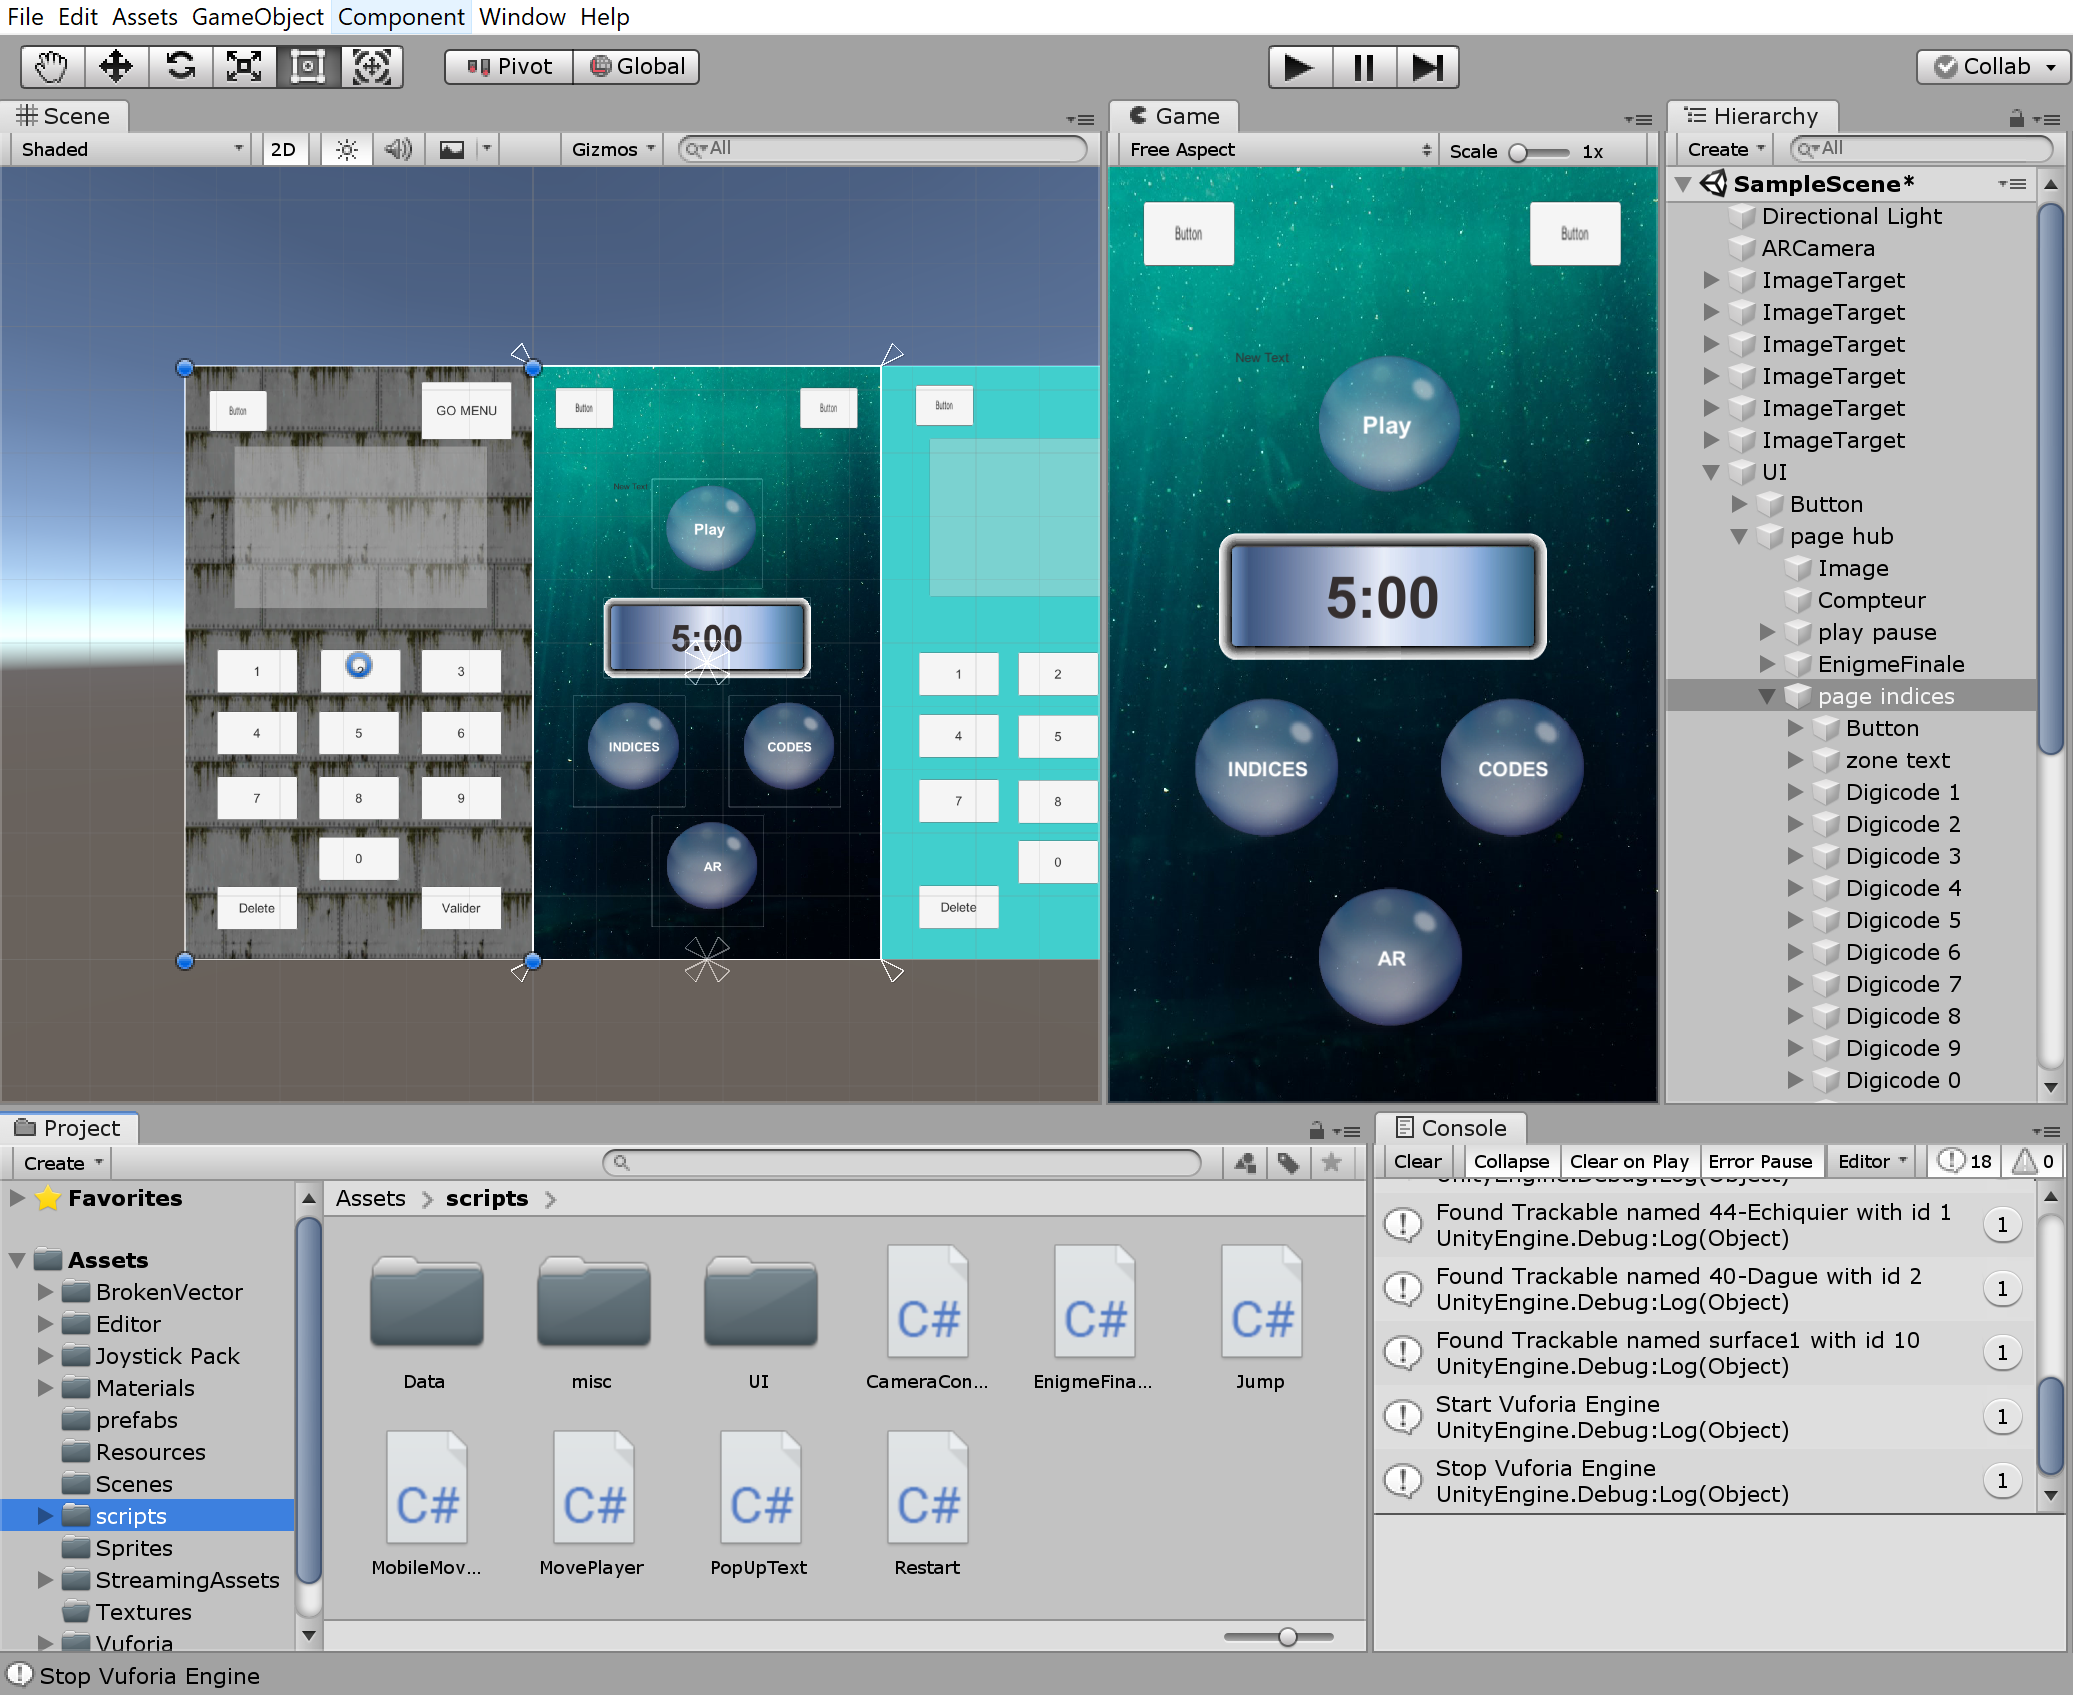 File Edit Assets GameObject Component Window Help
Pivot Global Collab
Scene
Shaded 2D Gizmos All
Button GO MENU
1 3
4 5 6
7 8 9
0
Delete Valider
Button Button
New Text
Play
5:00
INDICES CODES
AR
Button
1 2
4 5
7 8
0
Delete
Game
Free Aspect Scale 1x
Button Button
New Text
Play
5:00
INDICES CODES
AR
Hierarchy
Create All
SampleScene*
Directional Light
ARCamera
ImageTarget
ImageTarget
ImageTarget
ImageTarget
ImageTarget
ImageTarget
UI
Button
page hub
Image
Compteur
play pause
EnigmeFinale
page indices
Button
zone text
Digicode 1
Digicode 2
Digicode 3
Digicode 4
Digicode 5
Digicode 6
Digicode 7
Digicode 8
Digicode 9
Digicode 0
Project
Create
Favorites
Assets
BrokenVector
Editor
Joystick Pack
Materials
prefabs
Resources
Scenes
scripts
Sprites
StreamingAssets
Textures
Vuforia
Assets scripts
Data misc UI C# CameraCon... C# EnigmeFina... C# Jump
C# MobileMov... C# MovePlayer C# PopUpText C# Restart
Console
Clear Collapse Clear on Play Error Pause Editor 18 0
UnityEngine.Debug:Log(Object)
Found Trackable named 44-Echiquier with id 1
UnityEngine.Debug:Log(Object) 1
Found Trackable named 40-Dague with id 2
UnityEngine.Debug:Log(Object) 1
Found Trackable named surface1 with id 10
UnityEngine.Debug:Log(Object) 1
Start Vuforia Engine
UnityEngine.Debug:Log(Object) 1
Stop Vuforia Engine
UnityEngine.Debug:Log(Object) 1
Stop Vuforia Engine